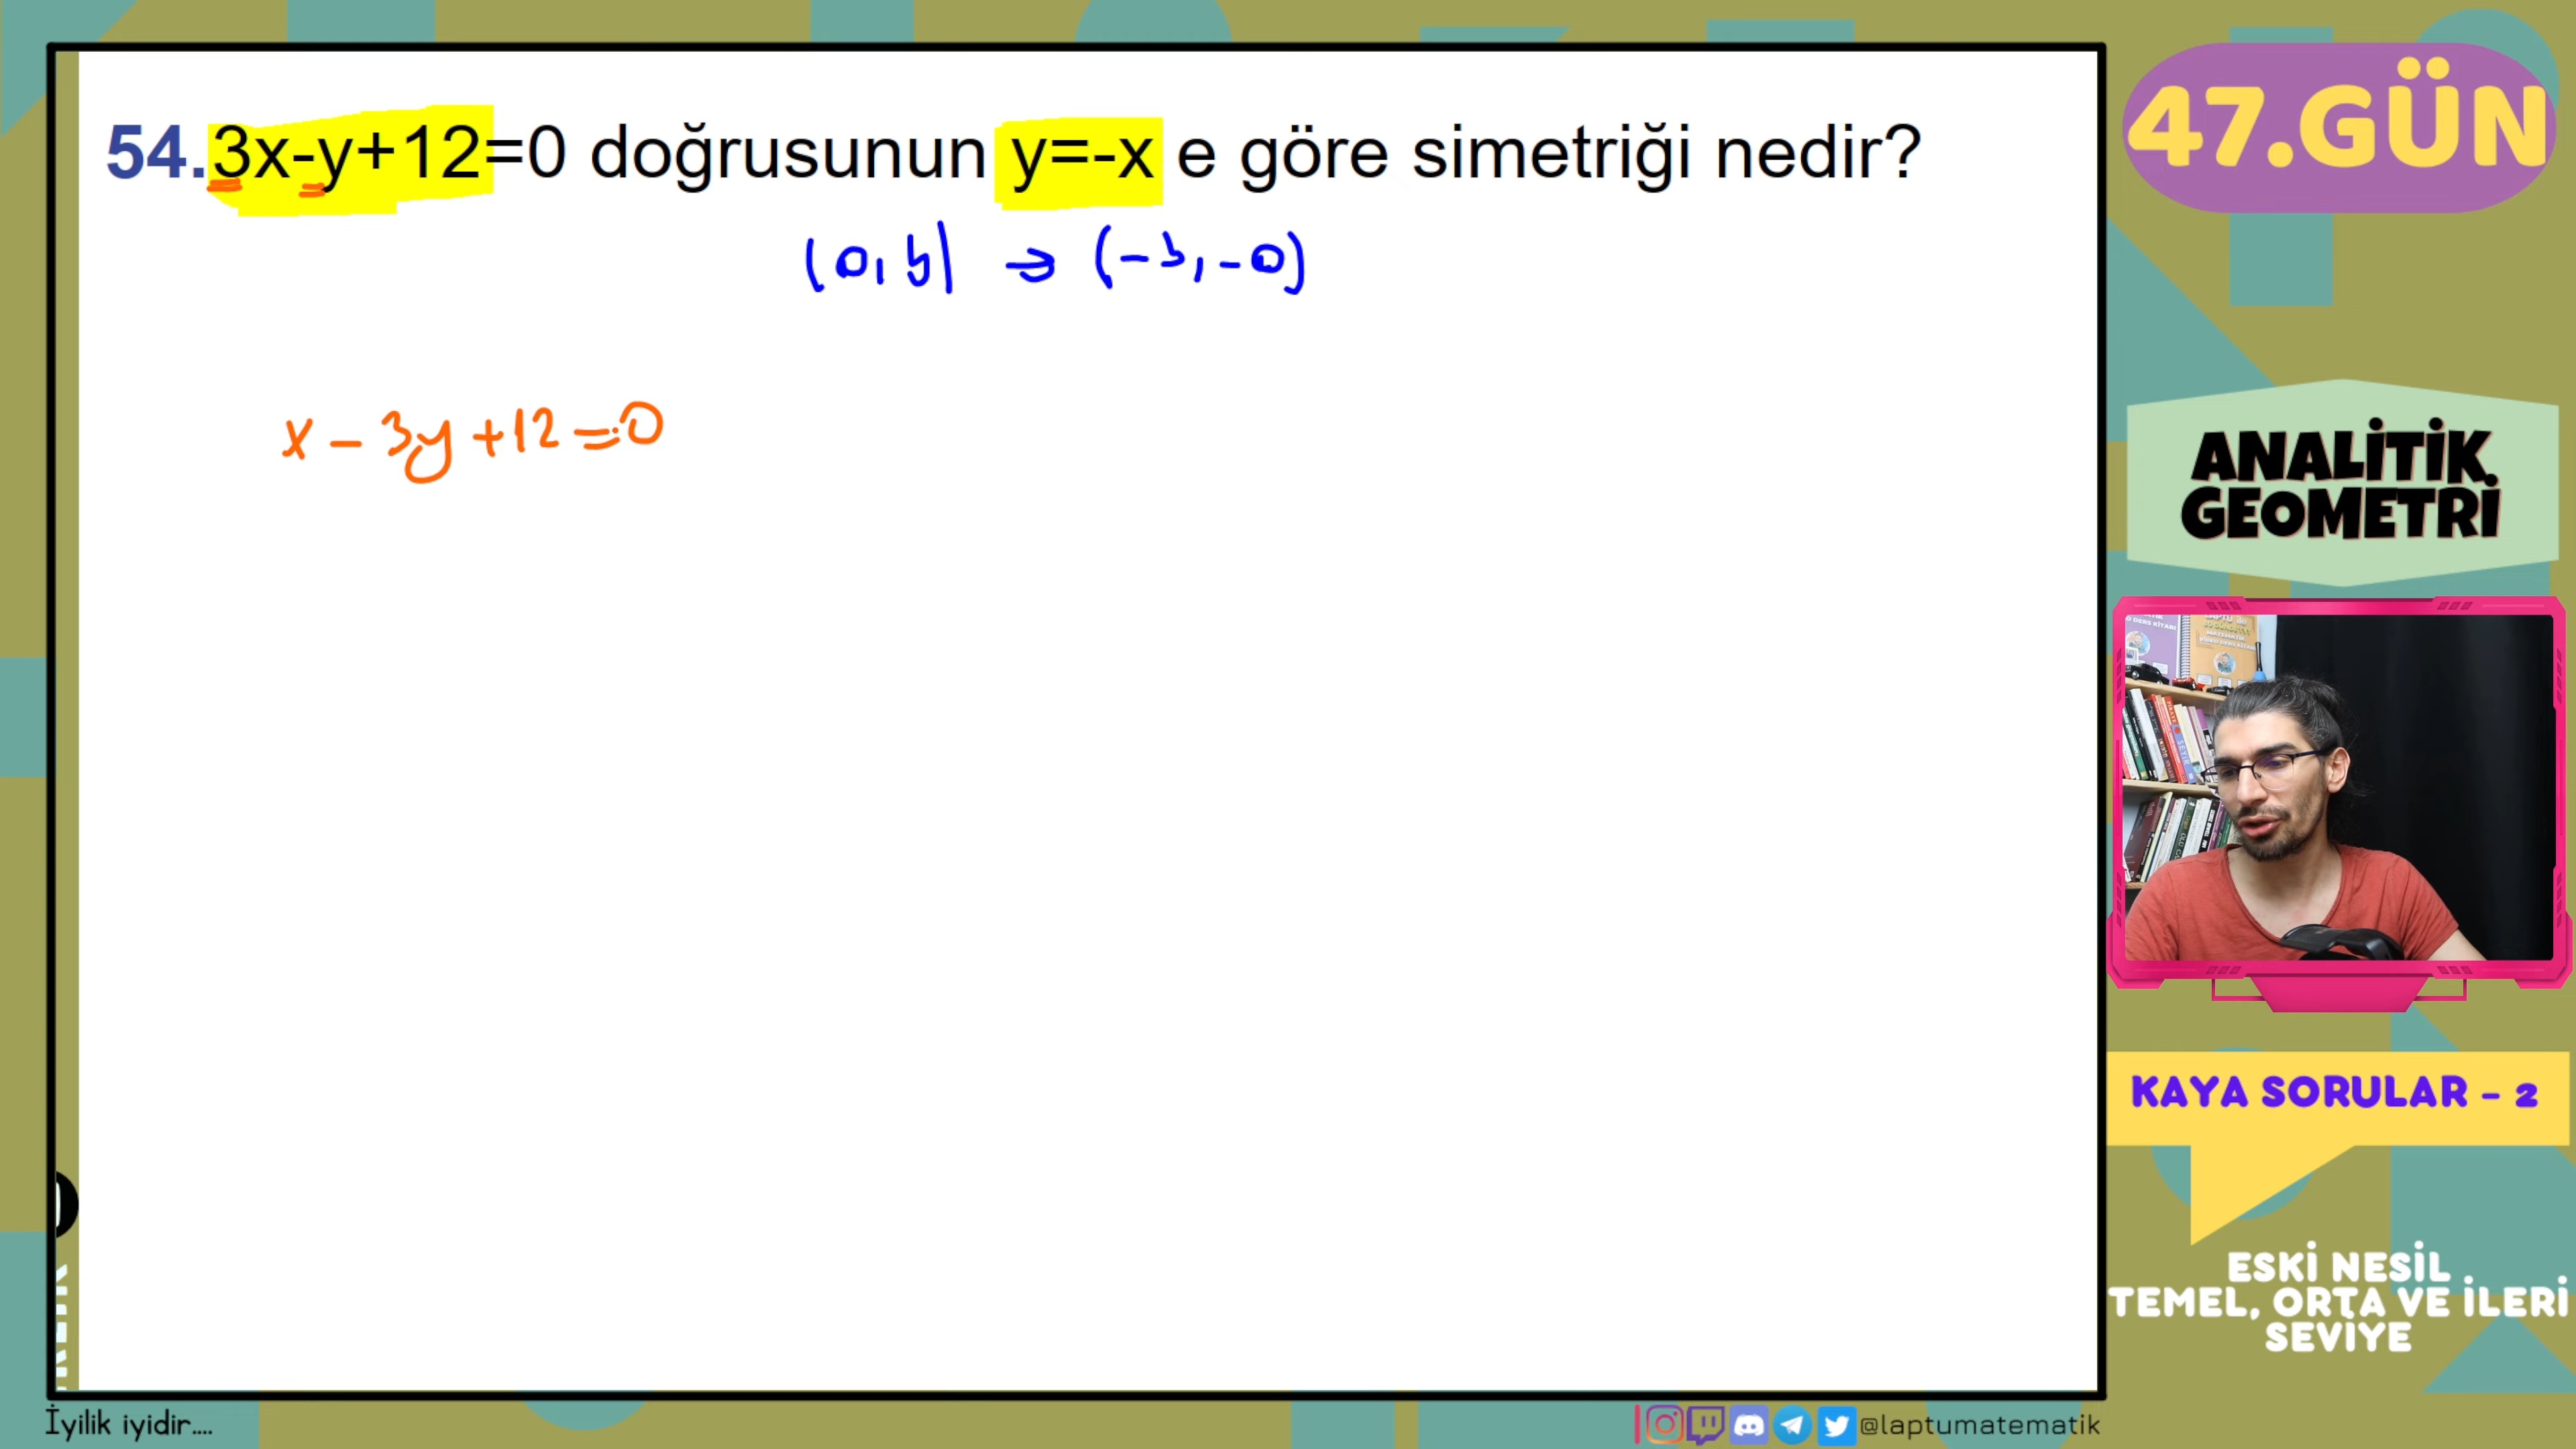 54.3x-y+12=0 doğrusunun y=-x e göre simetriği nedir?
(a,b) → (-b,-a)
x - 3y + 12 = 0
47.GÜN
ANALİTİK
GEOMETRİ
KAYA SORULAR - 2
ESKİ NESİL
TEMEL, ORTA VE İLERİ
SEVİYE
İyilik iyidir....
@laptumatematik